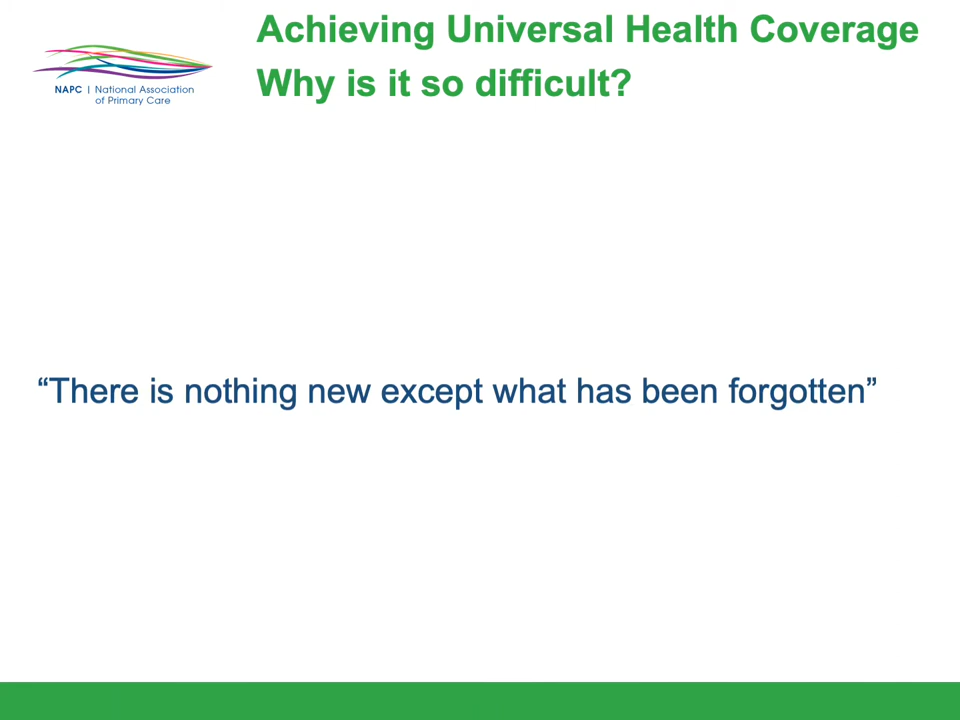 Achieving Universal Health Coverage
Why is it so difficult?
NAPC | National Association
of Primary Care
“There is nothing new except what has been forgotten”